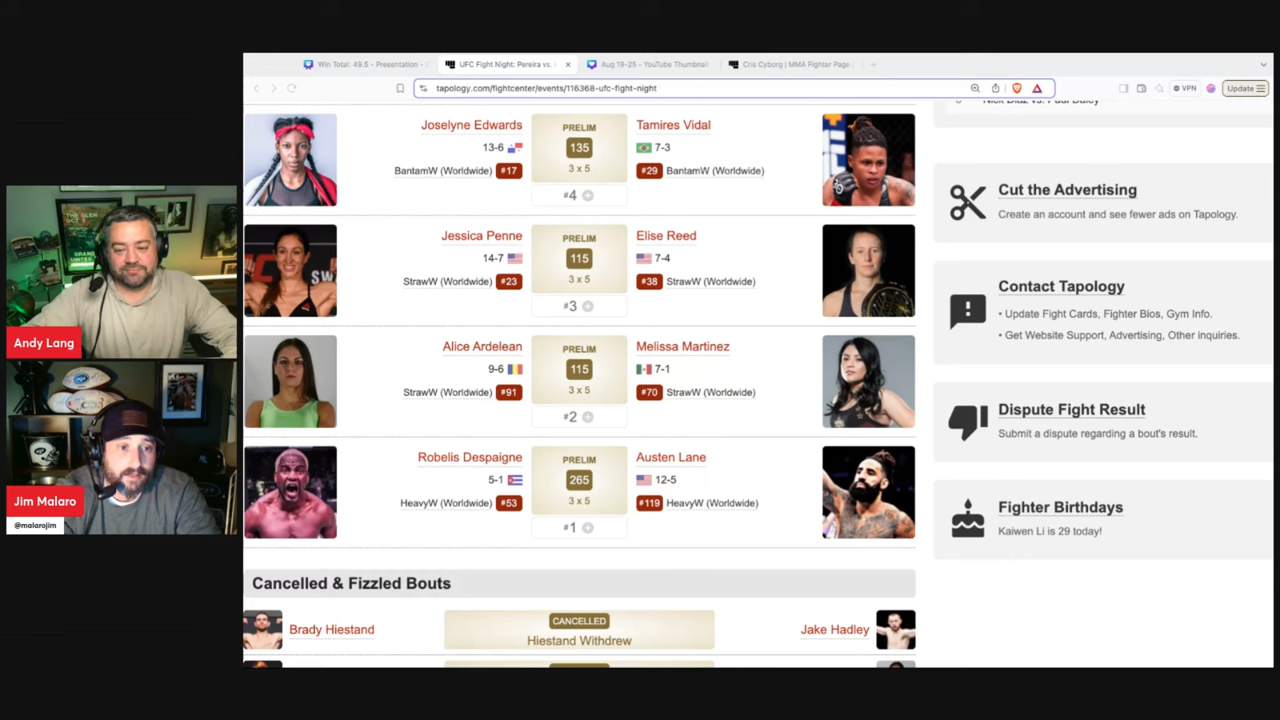 Win Total: 49.5 - Presentation - C
UFC Fight Night: Pereira vs.
Aug 19-25 - YouTube Thumbnail
Cris Cyborg | MMA Fighter Page
tapology.com/fightcenter/events/116368-ufc-fight-night
VPN
Update
Joselyne Edwards
13-6
BantamW (Worldwide) #17
PRELIM
135
3 x 5
#4
Tamires Vidal
7-3
#29 BantamW (Worldwide)
Jessica Penne
14-7
StrawW (Worldwide) #23
PRELIM
115
3 x 5
#3
Elise Reed
7-4
#38 StrawW (Worldwide)
Alice Ardelean
9-6
StrawW (Worldwide) #91
PRELIM
115
3 x 5
#2
Melissa Martinez
7-1
#70 StrawW (Worldwide)
Robelis Despaigne
5-1
HeavyW (Worldwide) #53
PRELIM
265
3 x 5
#1
Austen Lane
12-5
#119 HeavyW (Worldwide)
Cancelled & Fizzled Bouts
Brady Hiestand
CANCELLED
Hiestand Withdrew
Jake Hadley
Nick Diaz vs. Paul Daley
Cut the Advertising
Create an account and see fewer ads on Tapology.
Contact Tapology
• Update Fight Cards, Fighter Bios, Gym Info.
• Get Website Support, Advertising, Other inquiries.
Dispute Fight Result
Submit a dispute regarding a bout's result.
Fighter Birthdays
Kaiwen Li is 29 today!
Andy Lang
Jim Malaro
@malarojim